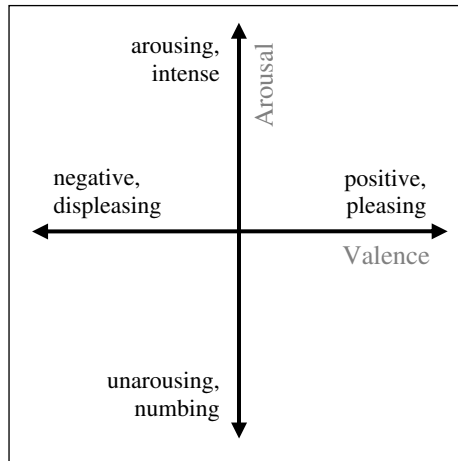 arousing,
intense
Arousal
negative,
displeasing
positive,
pleasing
Valence
unarousing,
numbing